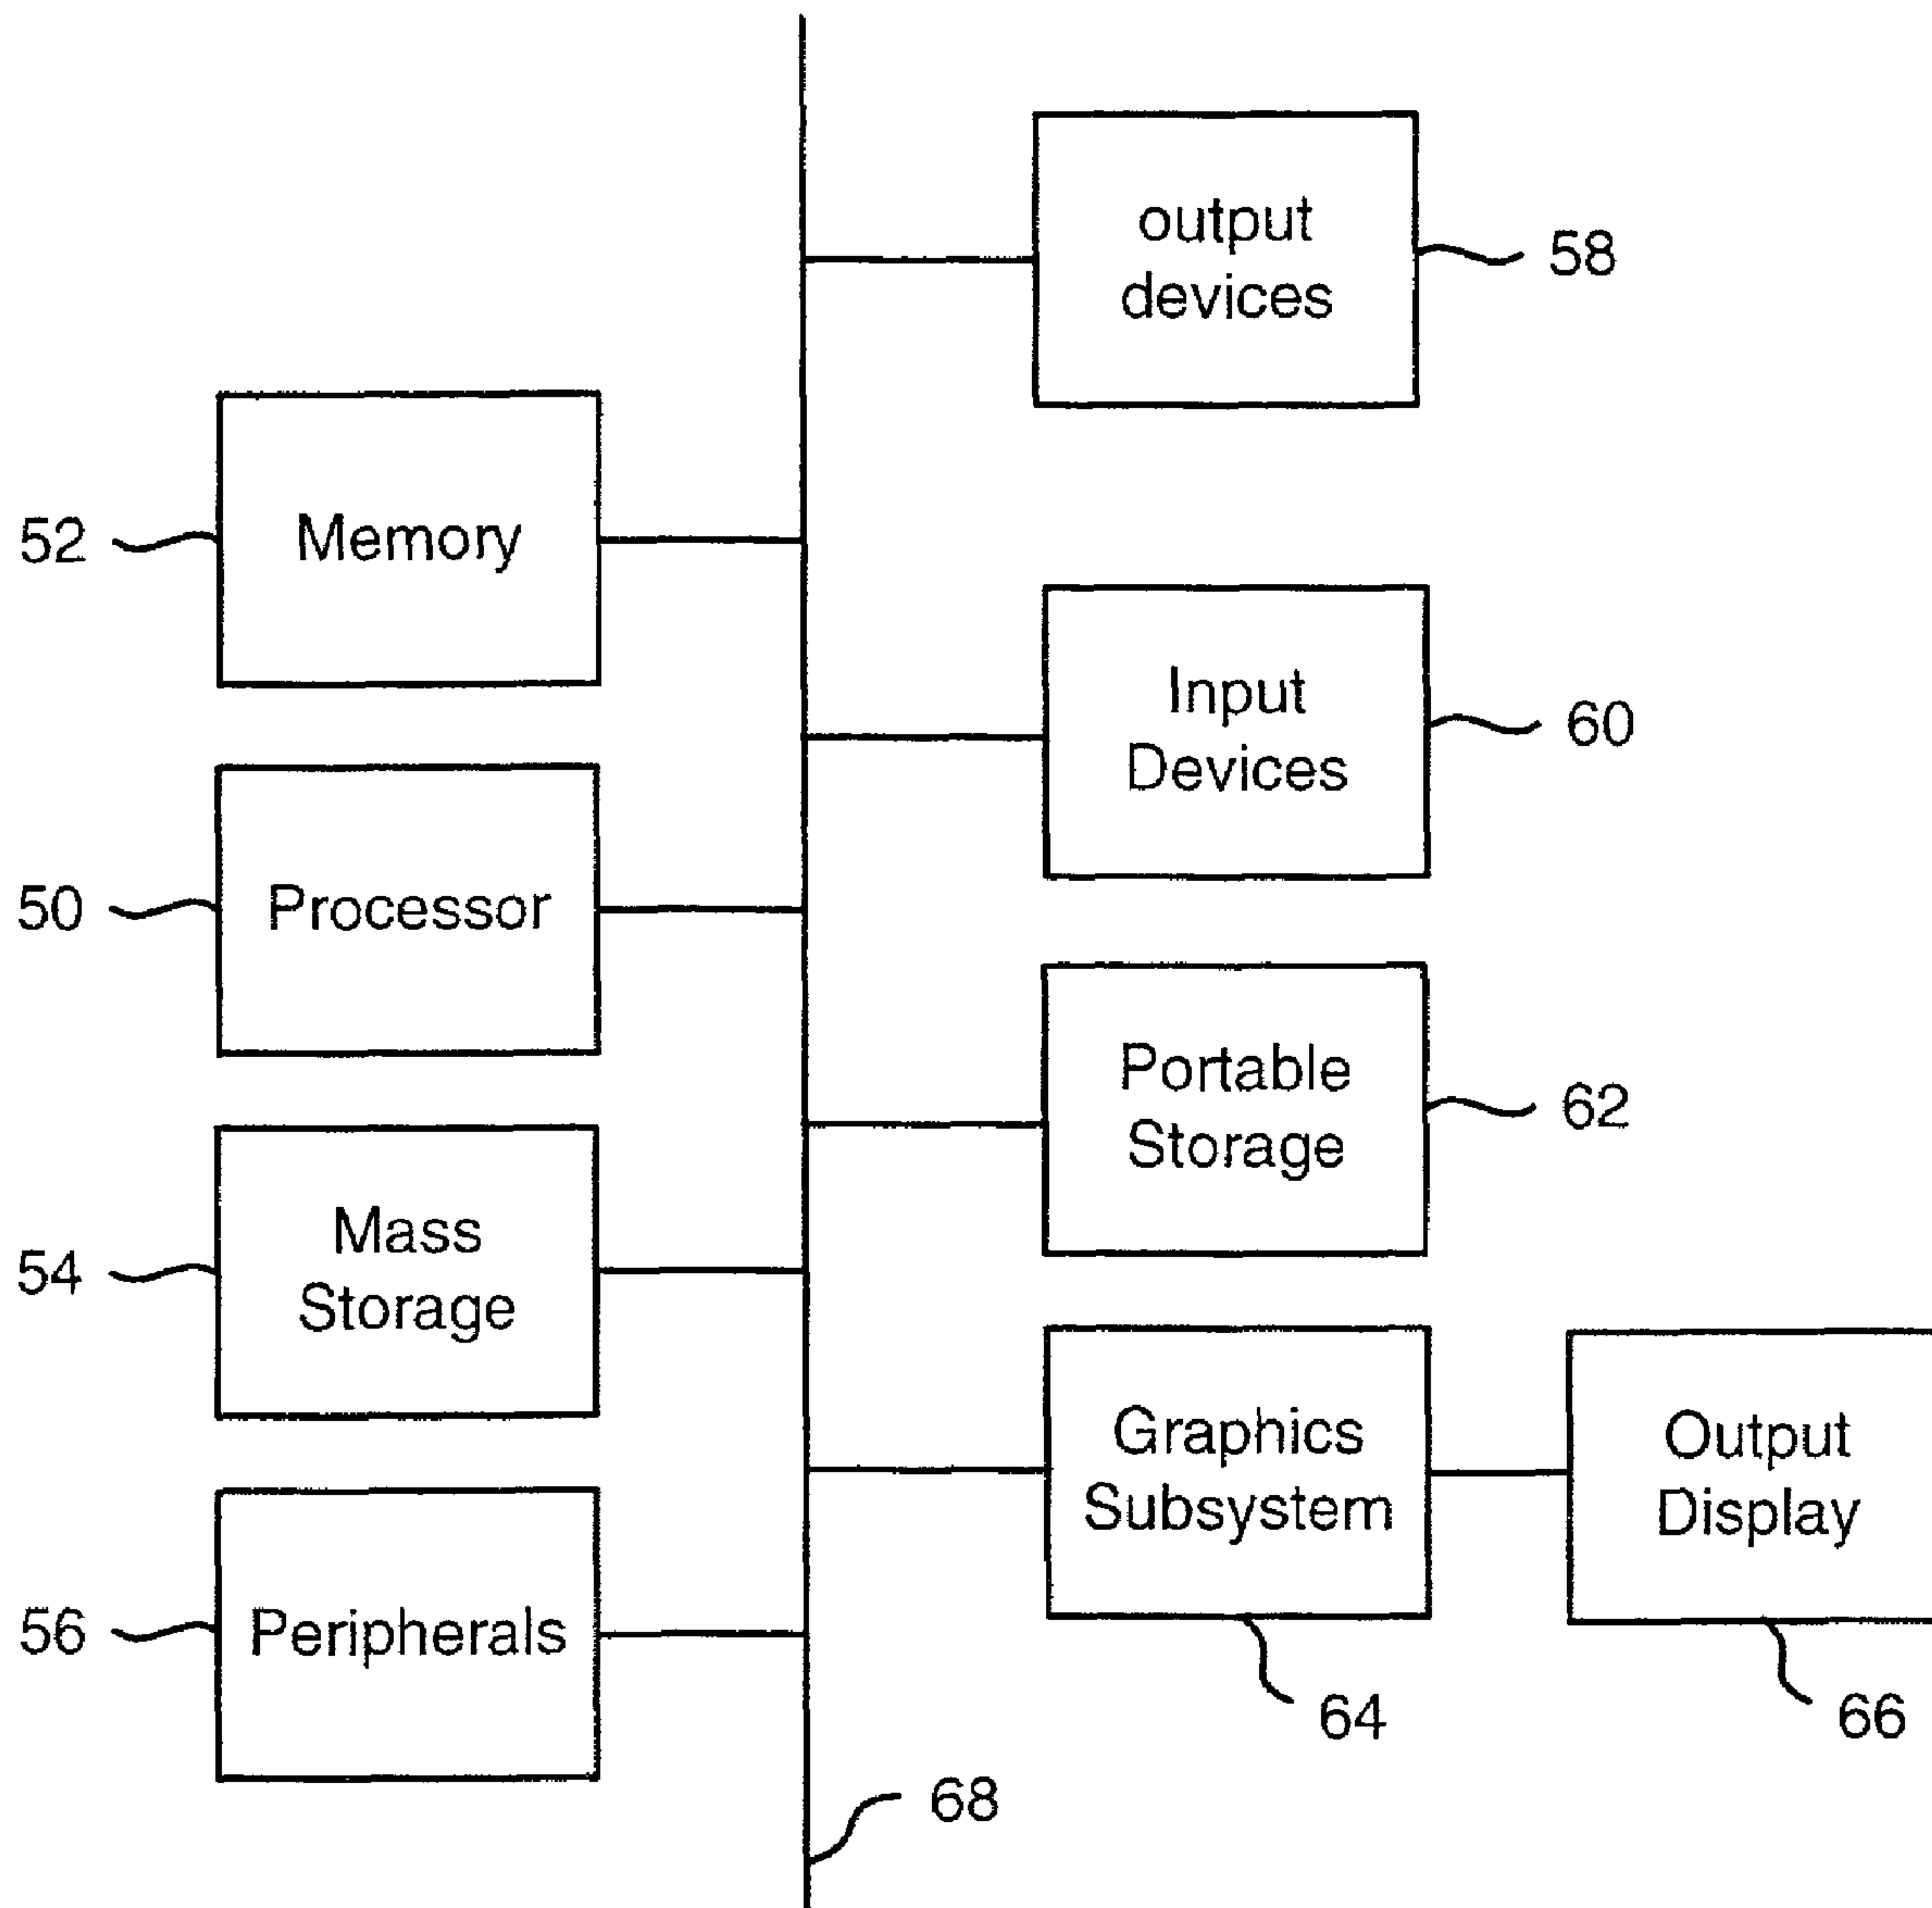 output
devices
58
52
Memory
Input
Devices
60
50
Processor
Portable
Storage
62
54
Mass
Storage
Graphics
Subsystem
Output
Display
56
Peripherals
64
66
68